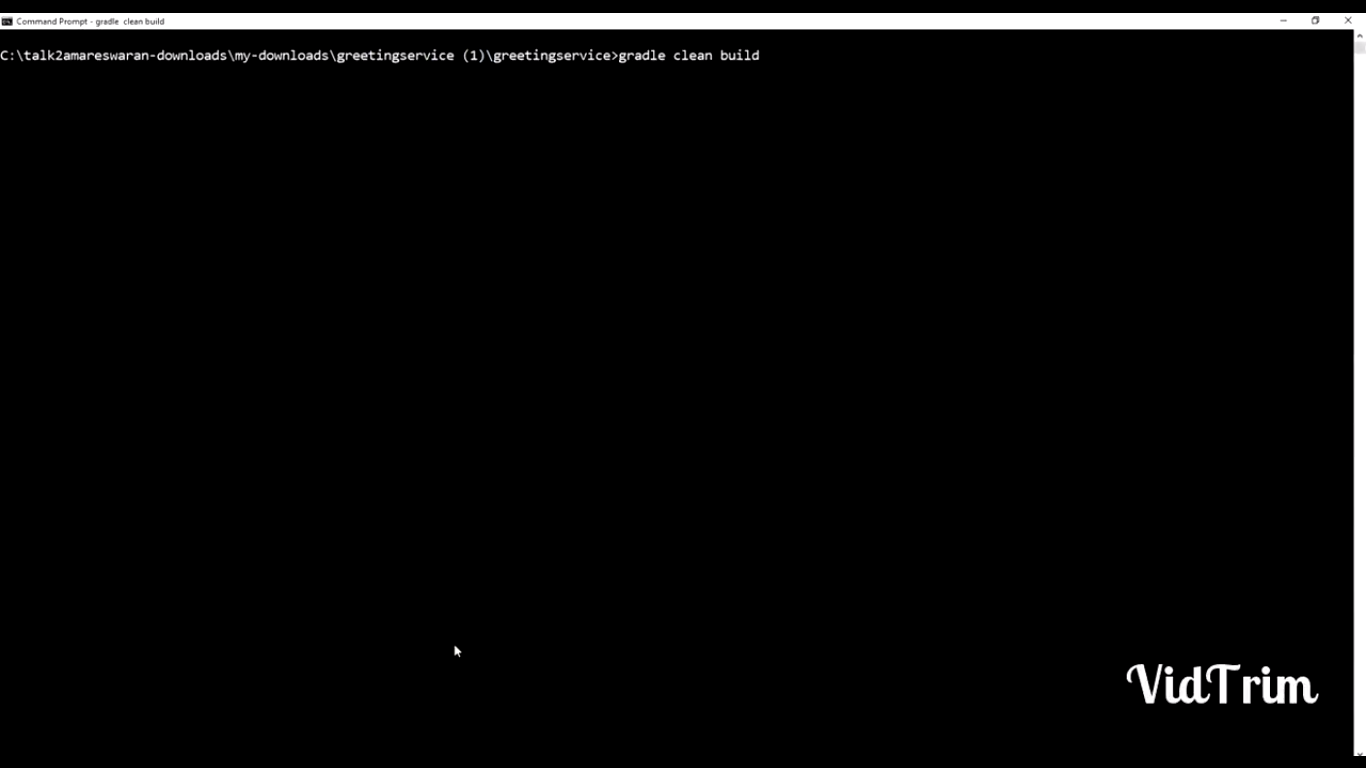 Command Prompt - gradle  clean build
C:\talk2amareswaran-downloads\my-downloads\greetingservice (1)\greetingservice>gradle clean build
VidTrim